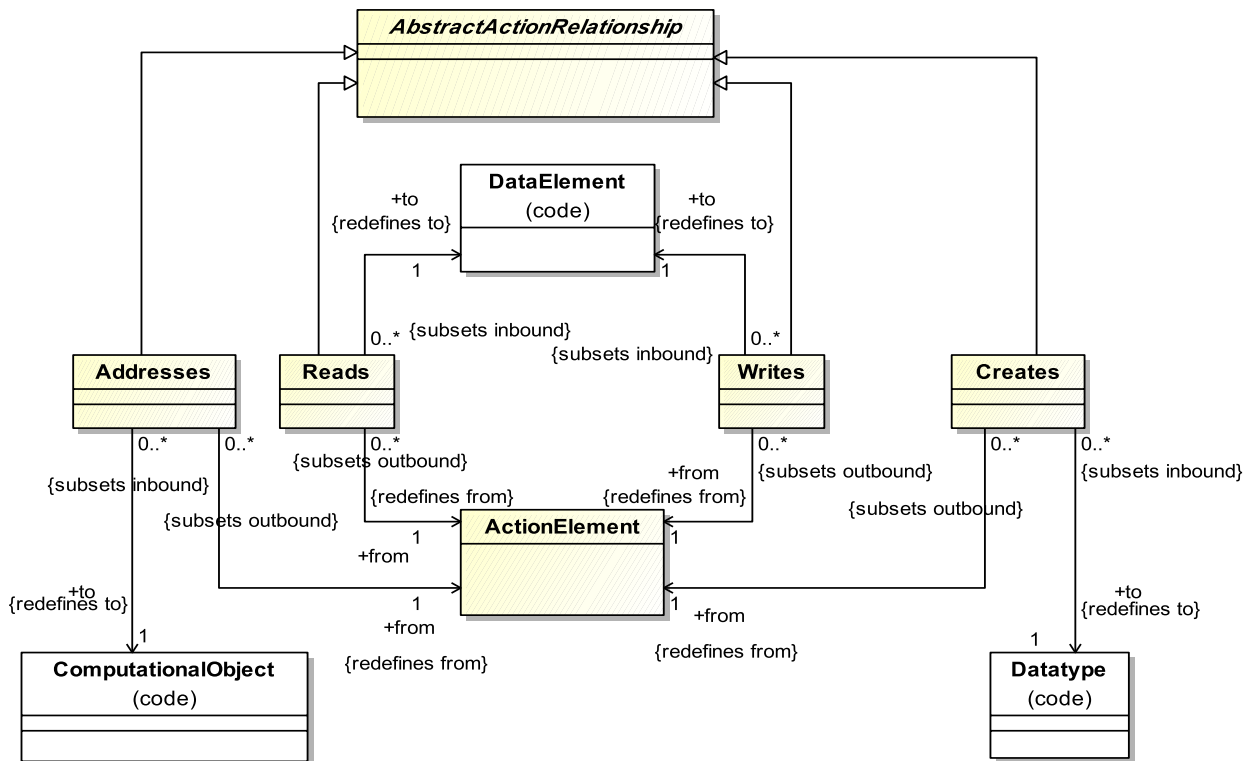 AbstractActionRelationship
DataElement
(code)
+to
{redefines to}
+to
{redefines to}
1
1
0..*
{subsets inbound}
{subsets inbound}
0..*
Addresses
Reads
Writes
Creates
0..*
0..*
0..*
0..*
0..*
0..*
{subsets outbound}
{subsets inbound}
{subsets outbound}
{subsets inbound}
+from
{redefines from}
{redefines from}
{subsets outbound}
{subsets outbound}
ActionElement
1
1
+from
+to
{redefines to}
1
1
+from
+from
{redefines from}
{redefines from}
+to
{redefines to}
1
1
ComputationalObject
(code)
Datatype
(code)